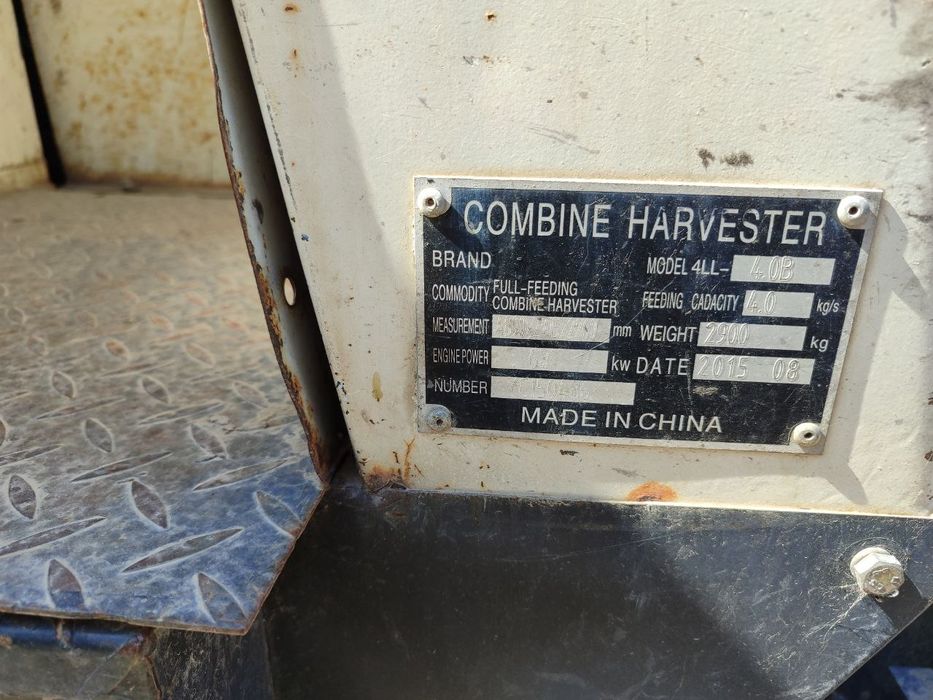 COMBINE HARVESTER
BRAND MODEL 4LL- 4.0B
COMMODITY FULL-FEEDING COMBINE-HARVESTER FEEDING CADACITY 4.0 kg/s
MEASUREMENT mm WEIGHT 2900 kg
ENGINE POWER kw DATE 2015 08
NUMBER
MADE IN CHINA